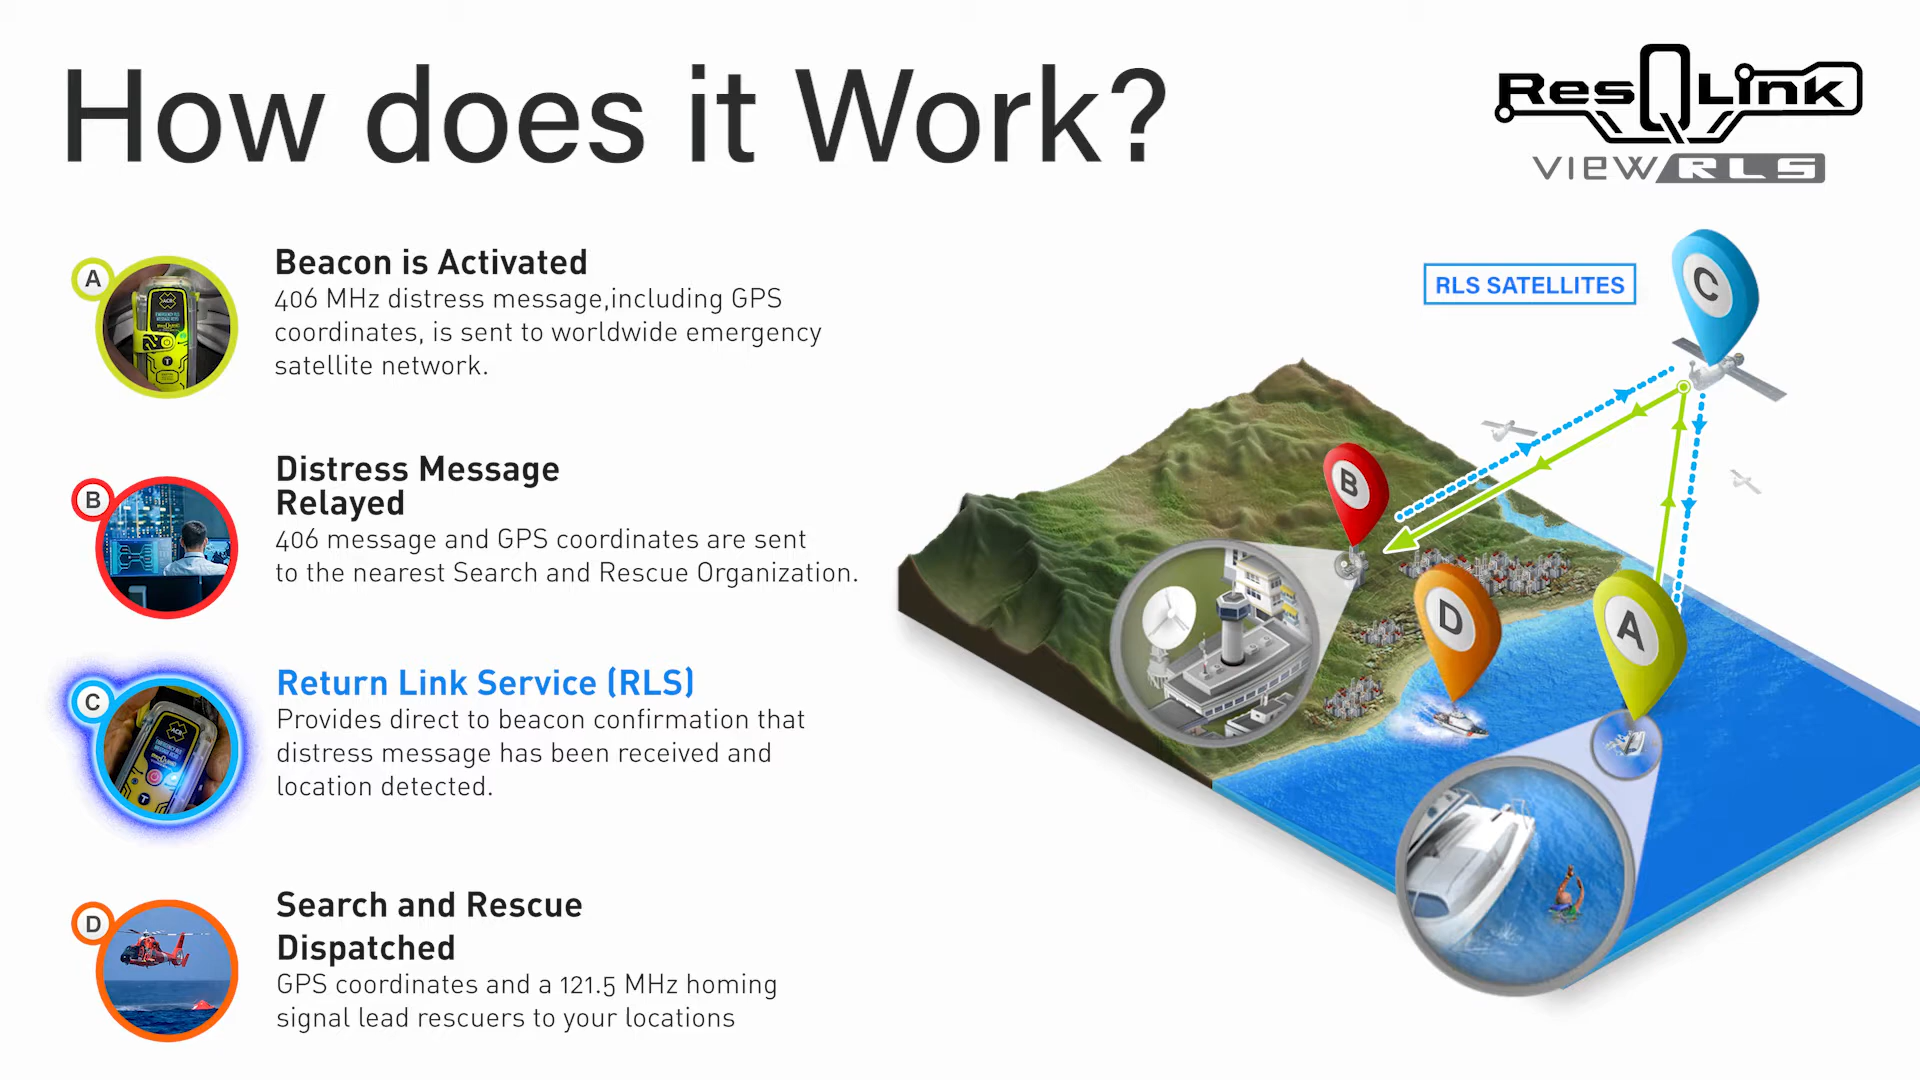 How does it Work?
ResQLink
VIEW RLS
A
Beacon is Activated
406 MHz distress message,including GPS
coordinates, is sent to worldwide emergency
satellite network.
B
Distress Message
Relayed
406 message and GPS coordinates are sent
to the nearest Search and Rescue Organization.
C
Return Link Service (RLS)
Provides direct to beacon confirmation that
distress message has been received and
location detected.
D
Search and Rescue
Dispatched
GPS coordinates and a 121.5 MHz homing
signal lead rescuers to your locations
RLS SATELLITES
C
B
D
A
ACR
ACR